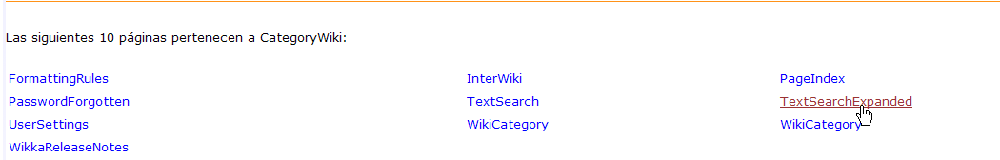 Las siguientes 10 páginas pertenecen a CategoryWiki:
FormattingRules InterWiki PageIndex
PasswordForgotten TextSearch TextSearchExpanded
UserSettings WikiCategory WikiCategory
WikkaReleaseNotes